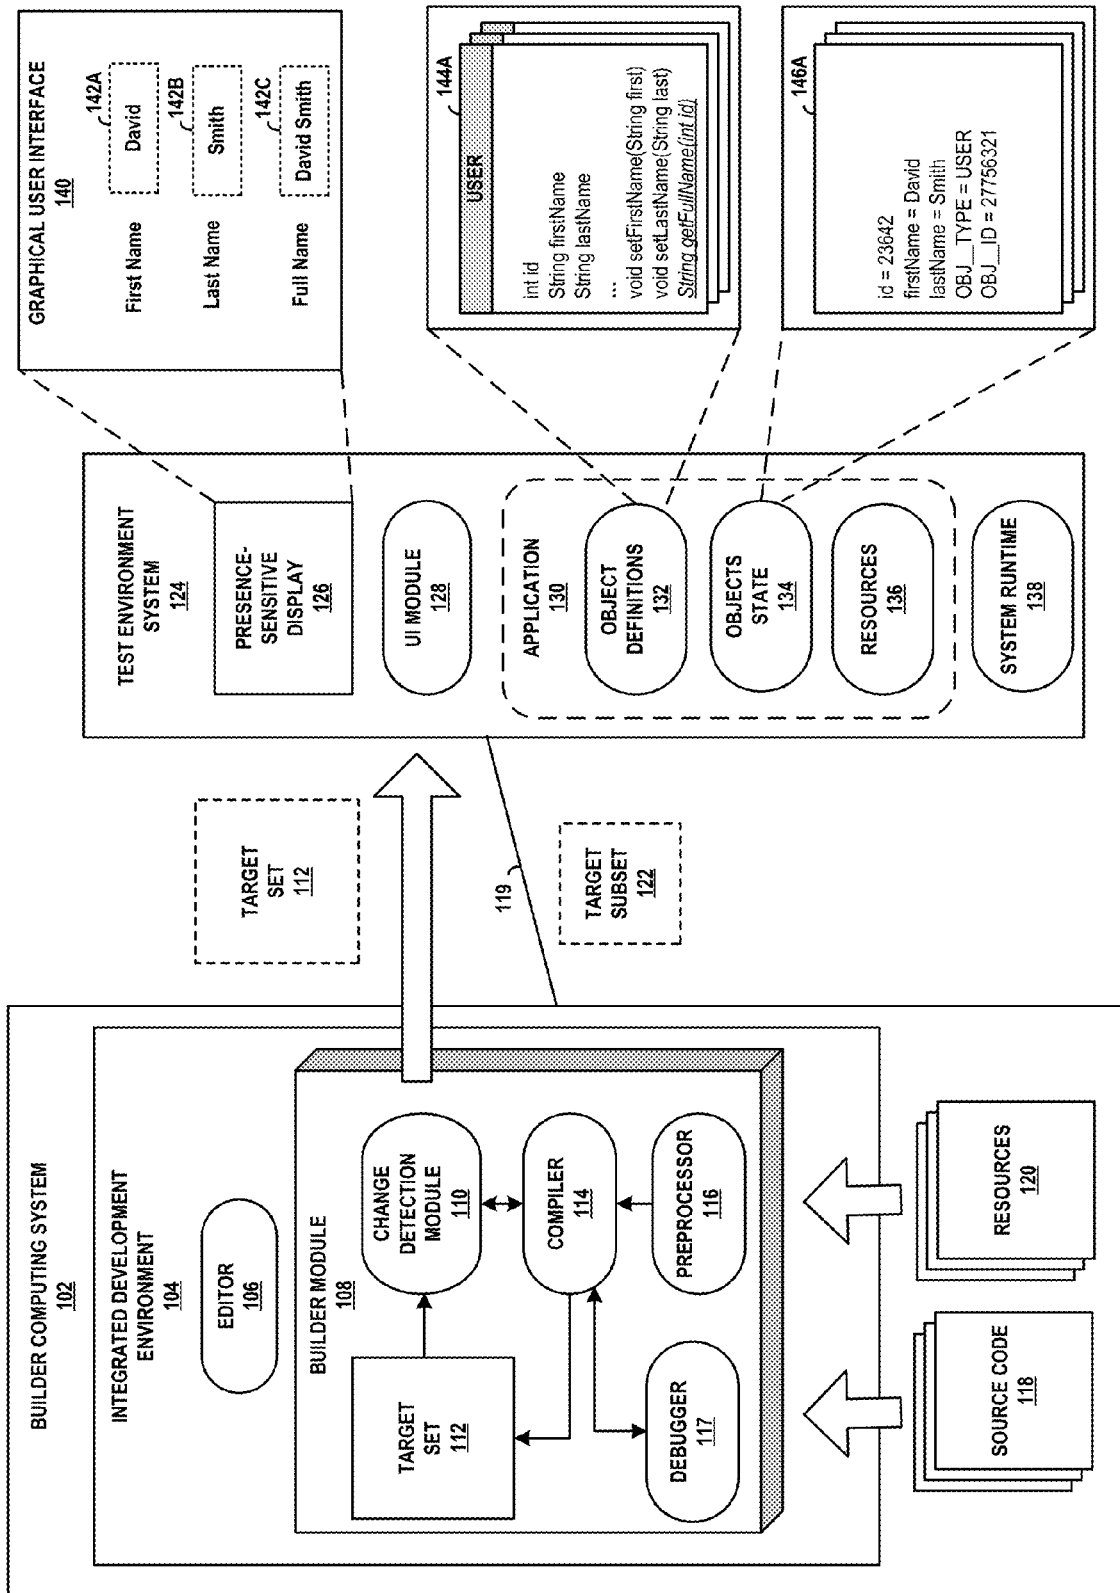 BUILDER COMPUTING SYSTEM
102
INTEGRATED DEVELOPMENT
ENVIRONMENT
104
EDITOR
106
BUILDER MODULE
108
TARGET
SET
112
CHANGE
DETECTION
MODULE
110
COMPILER
114
PREPROCESSOR
116
DEBUGGER
117
SOURCE CODE
118
RESOURCES
120
TARGET
SET
112
119
TARGET
SUBSET
122
TEST ENVIRONMENT
SYSTEM
124
PRESENCE-
SENSITIVE
DISPLAY
126
UI MODULE
128
APPLICATION
130
OBJECT
DEFINITIONS
132
OBJECTS
STATE
134
RESOURCES
136
SYSTEM RUNTIME
138
GRAPHICAL USER INTERFACE
140
First Name
David
142A
Last Name
Smith
142B
Full Name
David Smith
142C
144A
USER
int id
String firstName
String lastName
...
void setFirstName(String first)
void setLastName(String last)
String getFullName(int id)
146A
id = 23642
firstName = David
lastName = Smith
OBJ_TYPE = USER
OBJ_ID = 27756321